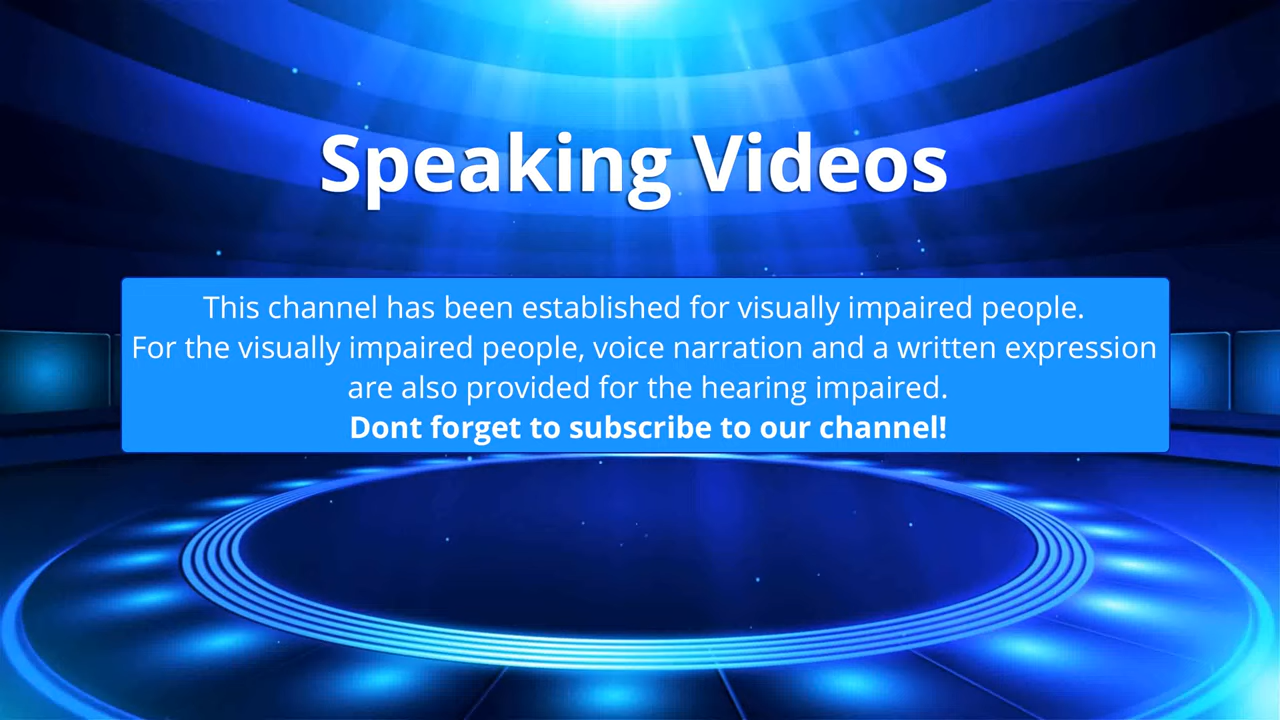 Speaking Videos
This channel has been established for visually impaired people.
For the visually impaired people, voice narration and a written expression
are also provided for the hearing impaired.
Dont forget to subscribe to our channel!